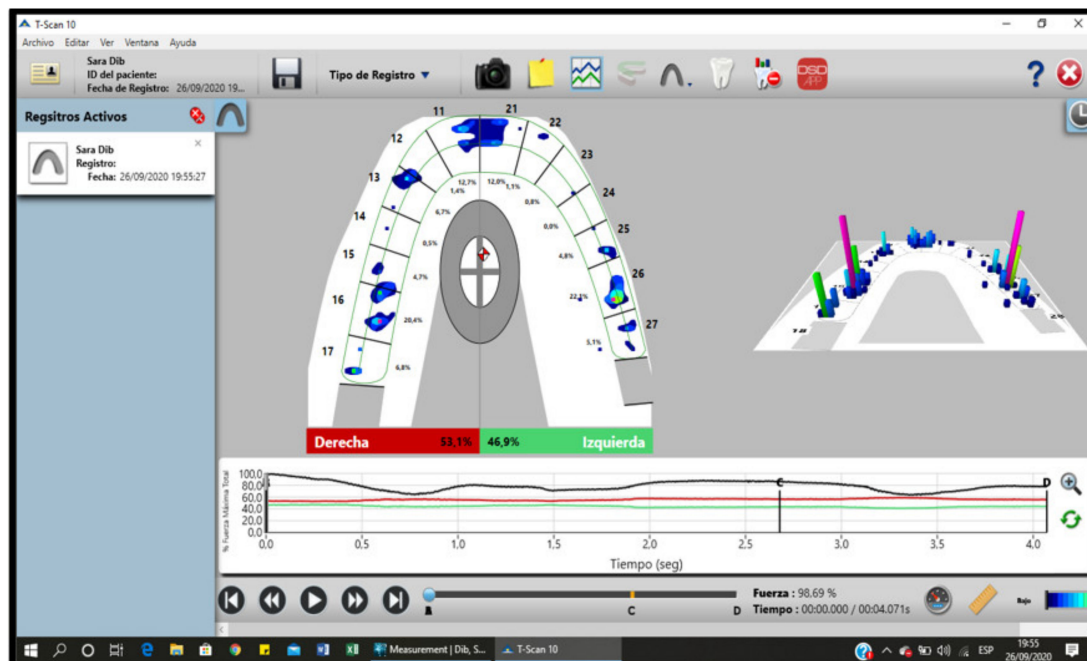 T-Scan 10
Archivo Editar Ver Ventana Ayuda
Sara Dib
ID del paciente:
Fecha de Registro: 26/09/2020 19...
Tipo de Registro
DSD
APP
Regsitros Activos
Sara Dib
Registro:
Fecha: 26/09/2020 19:55:27
11 21
12 22
13 23
14 24
15 25
16 26
17 27
12,7% 12,0%
1,4% 1,1%
6,7% 0,8%
0,5% 0,0%
4,7% 4,8%
20,4% 22,1%
6,8% 5,1%
Derecha 53,1% 46,9% Izquierda
% Fuerza Máxima Total
100,0
80,0
60,0
40,0
20,0
0,0
C D
0,0 0,5 1,0 1,5 2,0 2,5 3,0 3,5 4,0
Tiempo (seg)
A C D
Fuerza : 98.69 %
Tiempo : 00:00.000 / 00:04.071s
Bajo
Measurement | Dib, S...
T-Scan 10
ESP
19:55
26/09/2020